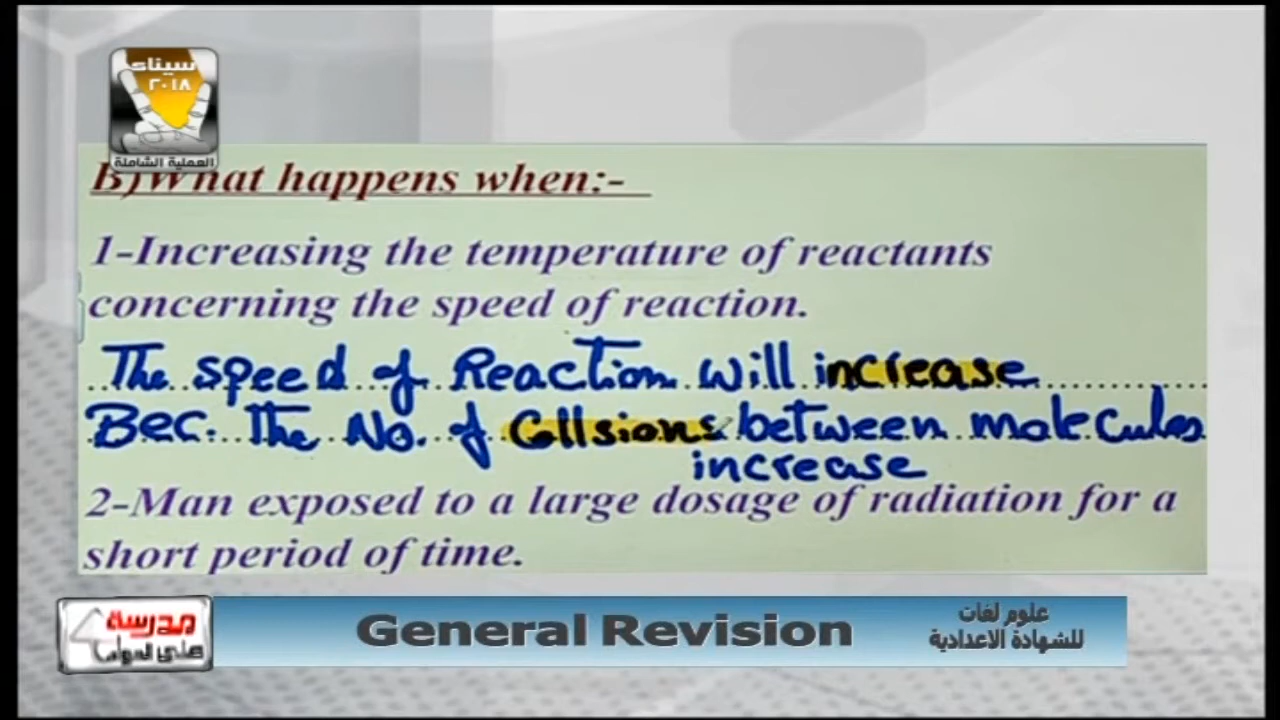 سيناء
٢٠١٨
العملية الشاملة
B) What happens when:-
1-Increasing the temperature of reactants
concerning the speed of reaction.
The speed of Reaction will increase
Bec. The No. of Collsions between molecules
increase
2-Man exposed to a large dosage of radiation for a
short period of time.
مدرسة
على الهواء
General Revision
علوم لغات
للشهادة الاعدادية